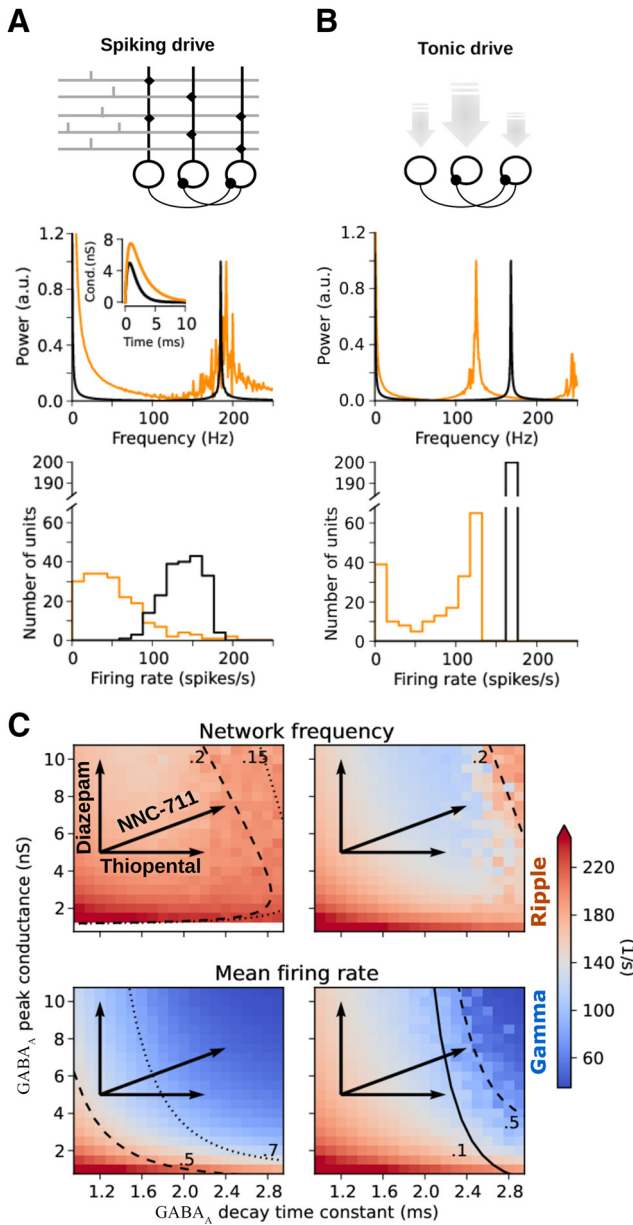 A
B
Spiking drive
Tonic drive
1.2
0.8
0.4
0.0
Power (a.u.)
8
4
0
Cond.(nS)
0 5 10
Time (ms)
0 100 200
Frequency (Hz)
1.2
0.8
0.4
0.0
Power (a.u.)
0 100 200
Frequency (Hz)
200
190
60
40
20
0
Number of units
0 100 200
Firing rate (spikes/s)
200
190
60
40
20
0
Number of units
0 100 200
Firing rate (spikes/s)
C
Network frequency
10
8
6
4
2
.2
.15
Diazepam
NNC-711
Thiopental
.2
GABAA peak conductance (nS)
Mean firing rate
10
8
6
4
2
.5
.7
.1
.5
1.2 2.0 2.8
1.2 2.0 2.8
GABAA decay time constant (ms)
220
180
140
100
60
Ripple
Gamma
(1/s)